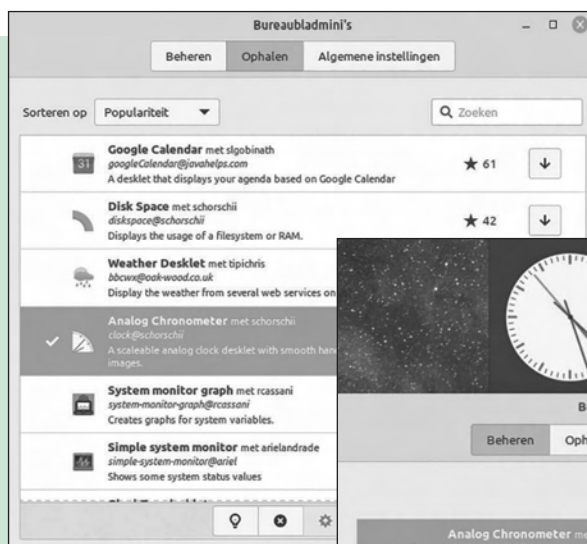 Bureaubladmini's
Beheren Ophalen Algemene instellingen
Sorteren op Populariteit Zoeken
31
Google Calendar met slgobinath
googleCalendar@javahelps.com
A desklet that displays your agenda based on Google Calendar
61
Disk Space met schorschii
diskspace@schorschii
Displays the usage of a filesystem or RAM.
42
Weather Desklet met tipichris
bbcwx@oak-wood.co.uk
Display the weather from several web services on
Analog Chronometer met schorschii
clock@schorschii
A scaleable analog clock desklet with smooth hand
images.
System monitor graph met rcassani
system-monitor-graph@rcassani
Creates graphs for system variables.
Simple system monitor met arielandrade
simple-system-monitor@ariel
Shows some system status values
B
Beheren Oph
Analog Chronometer me